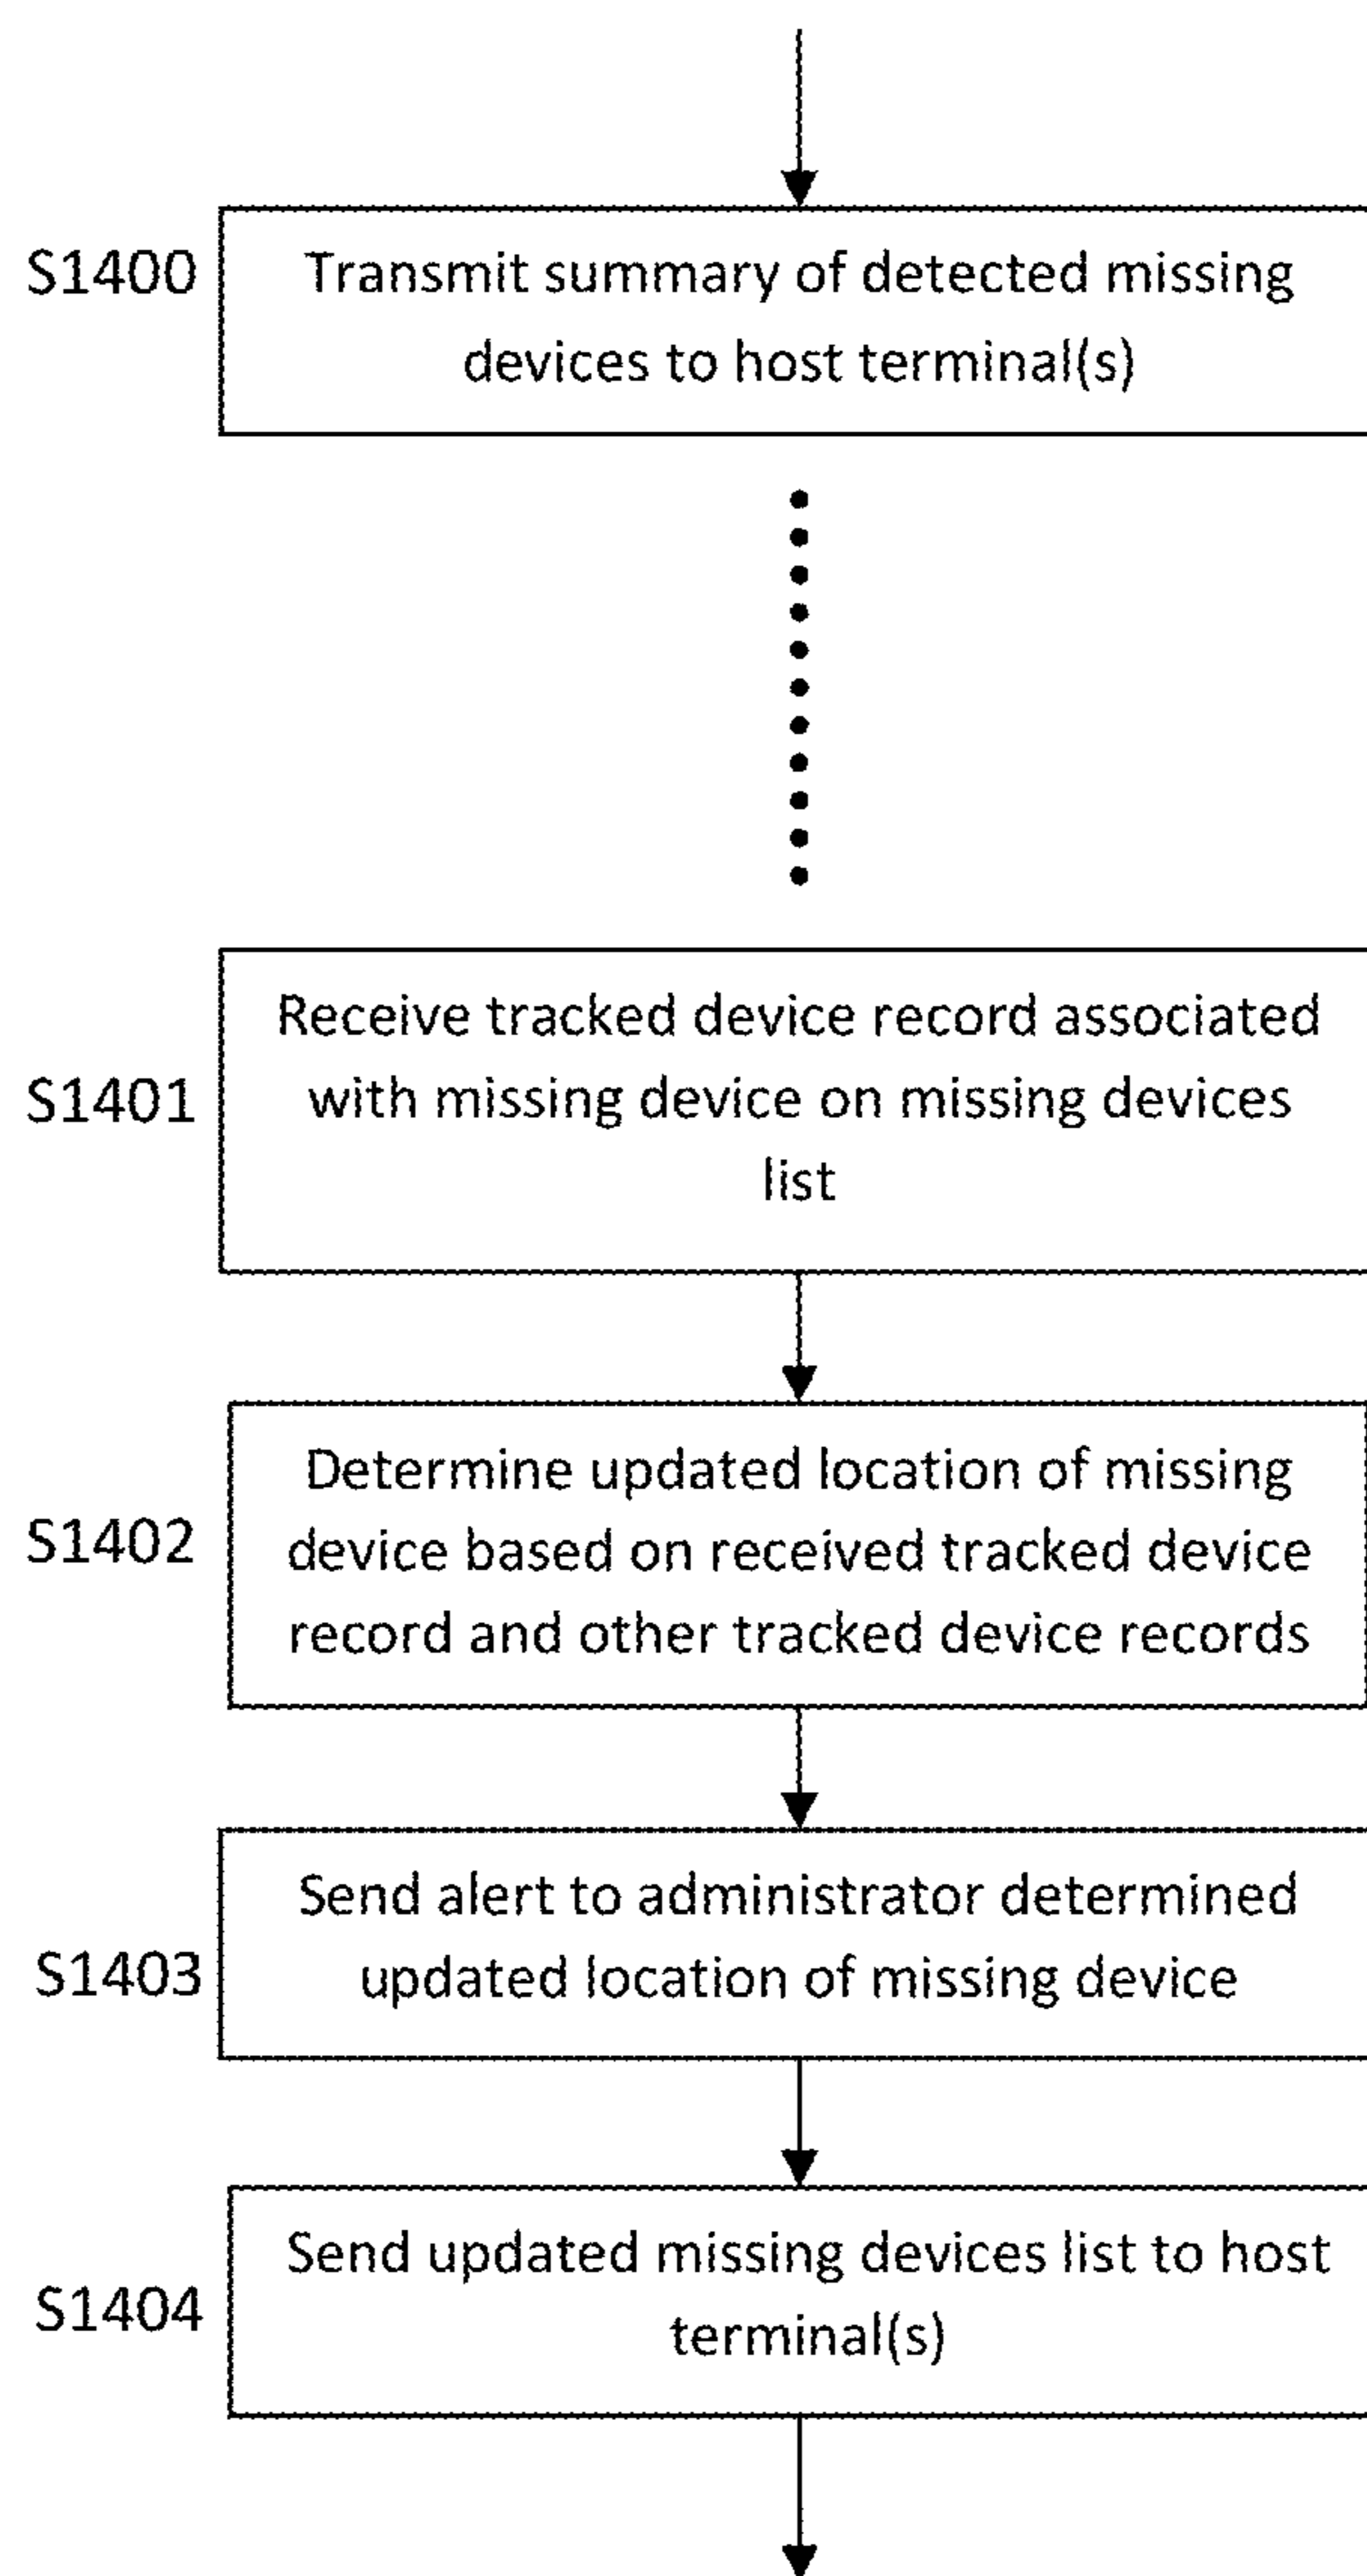 S1400
Transmit summary of detected missing
devices to host terminal(s)
S1401
Receive tracked device record associated
with missing device on missing devices
list
S1402
Determine updated location of missing
device based on received tracked device
record and other tracked device records
S1403
Send alert to administrator determined
updated location of missing device
S1404
Send updated missing devices list to host
terminal(s)